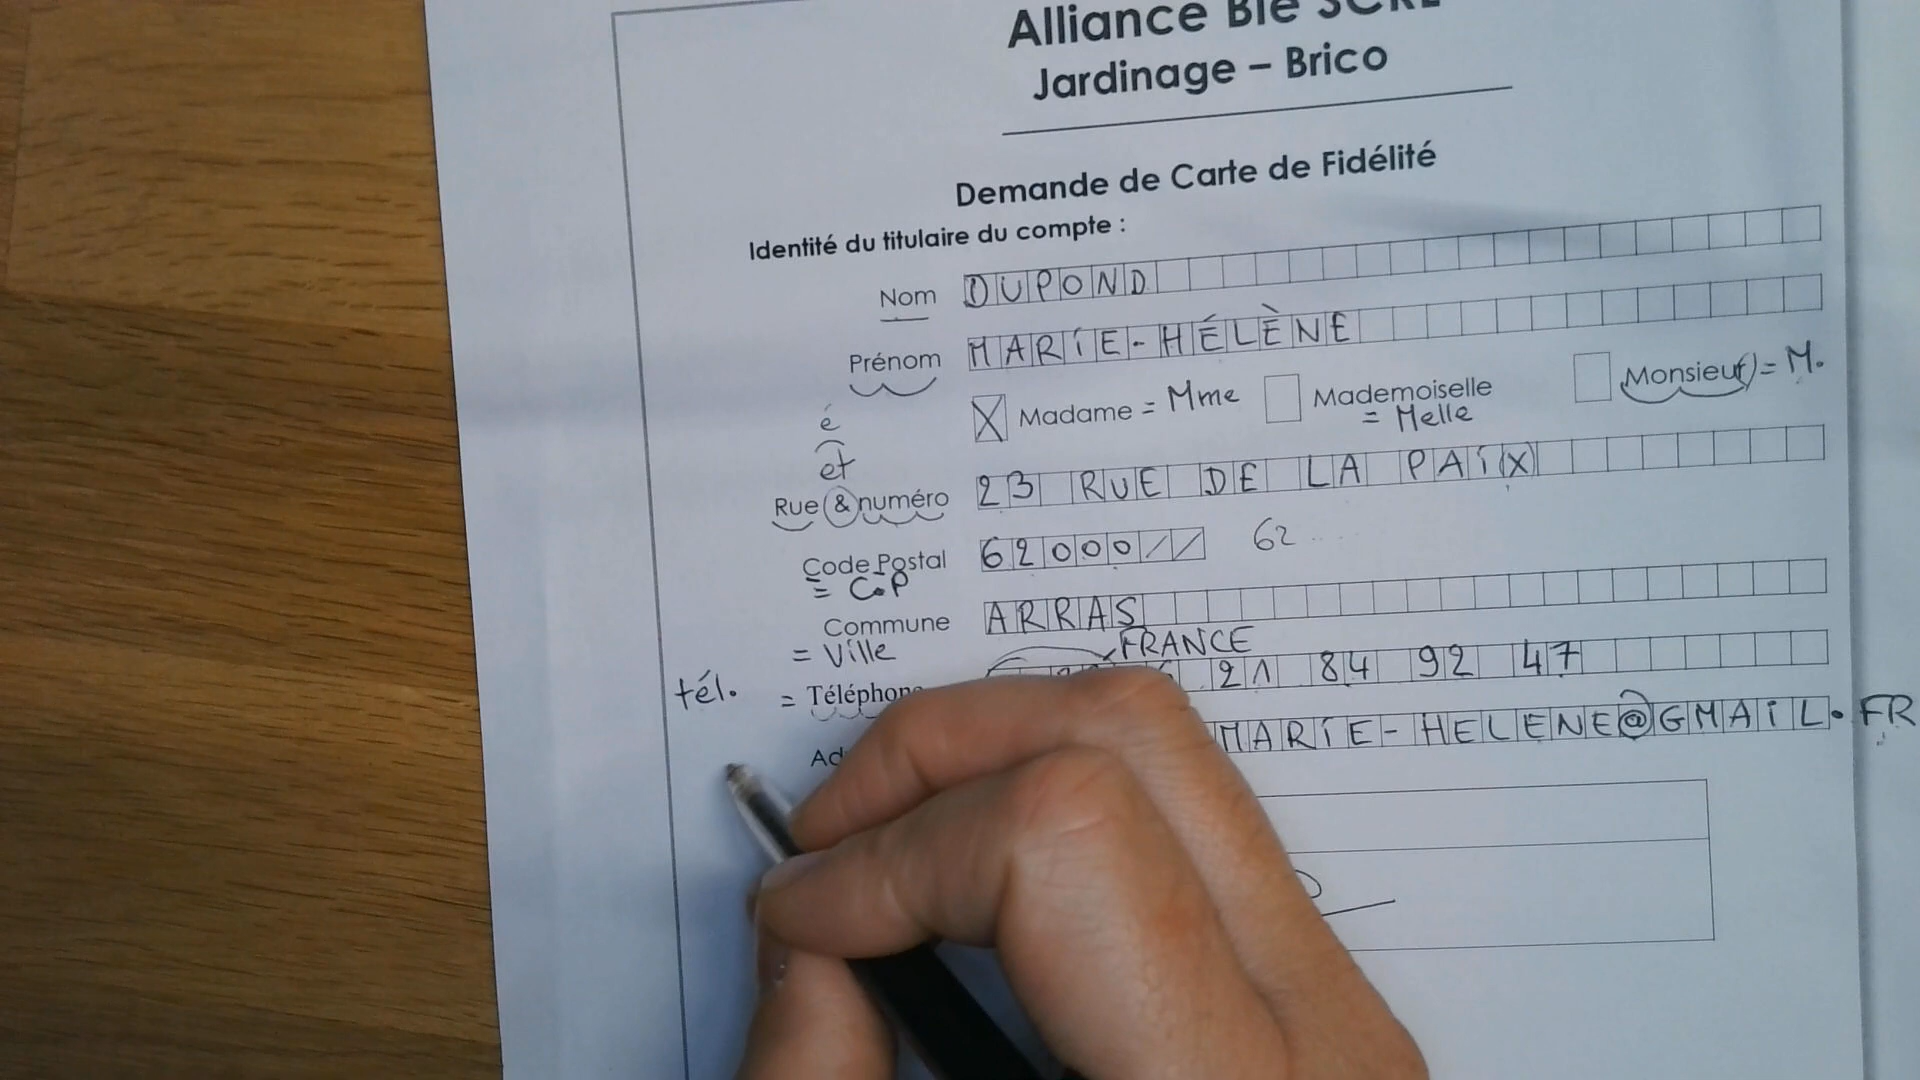 Alliance Blé SCRL
Jardinage – Brico
Demande de Carte de Fidélité
Identité du titulaire du compte :
Nom DUPOND
Prénom MARIE-HÉLÈNE
Madame = Mme Mademoiselle Monsieur = M.
= Melle
é
et
Rue & numéro 23 RUE DE LA PAIX
Code Postal 62000// 62
= C.P
Commune ARRAS
= Ville FRANCE
tél. = Téléphone 21 84 92 47
MARIE-HELENE@GMAIL.FR